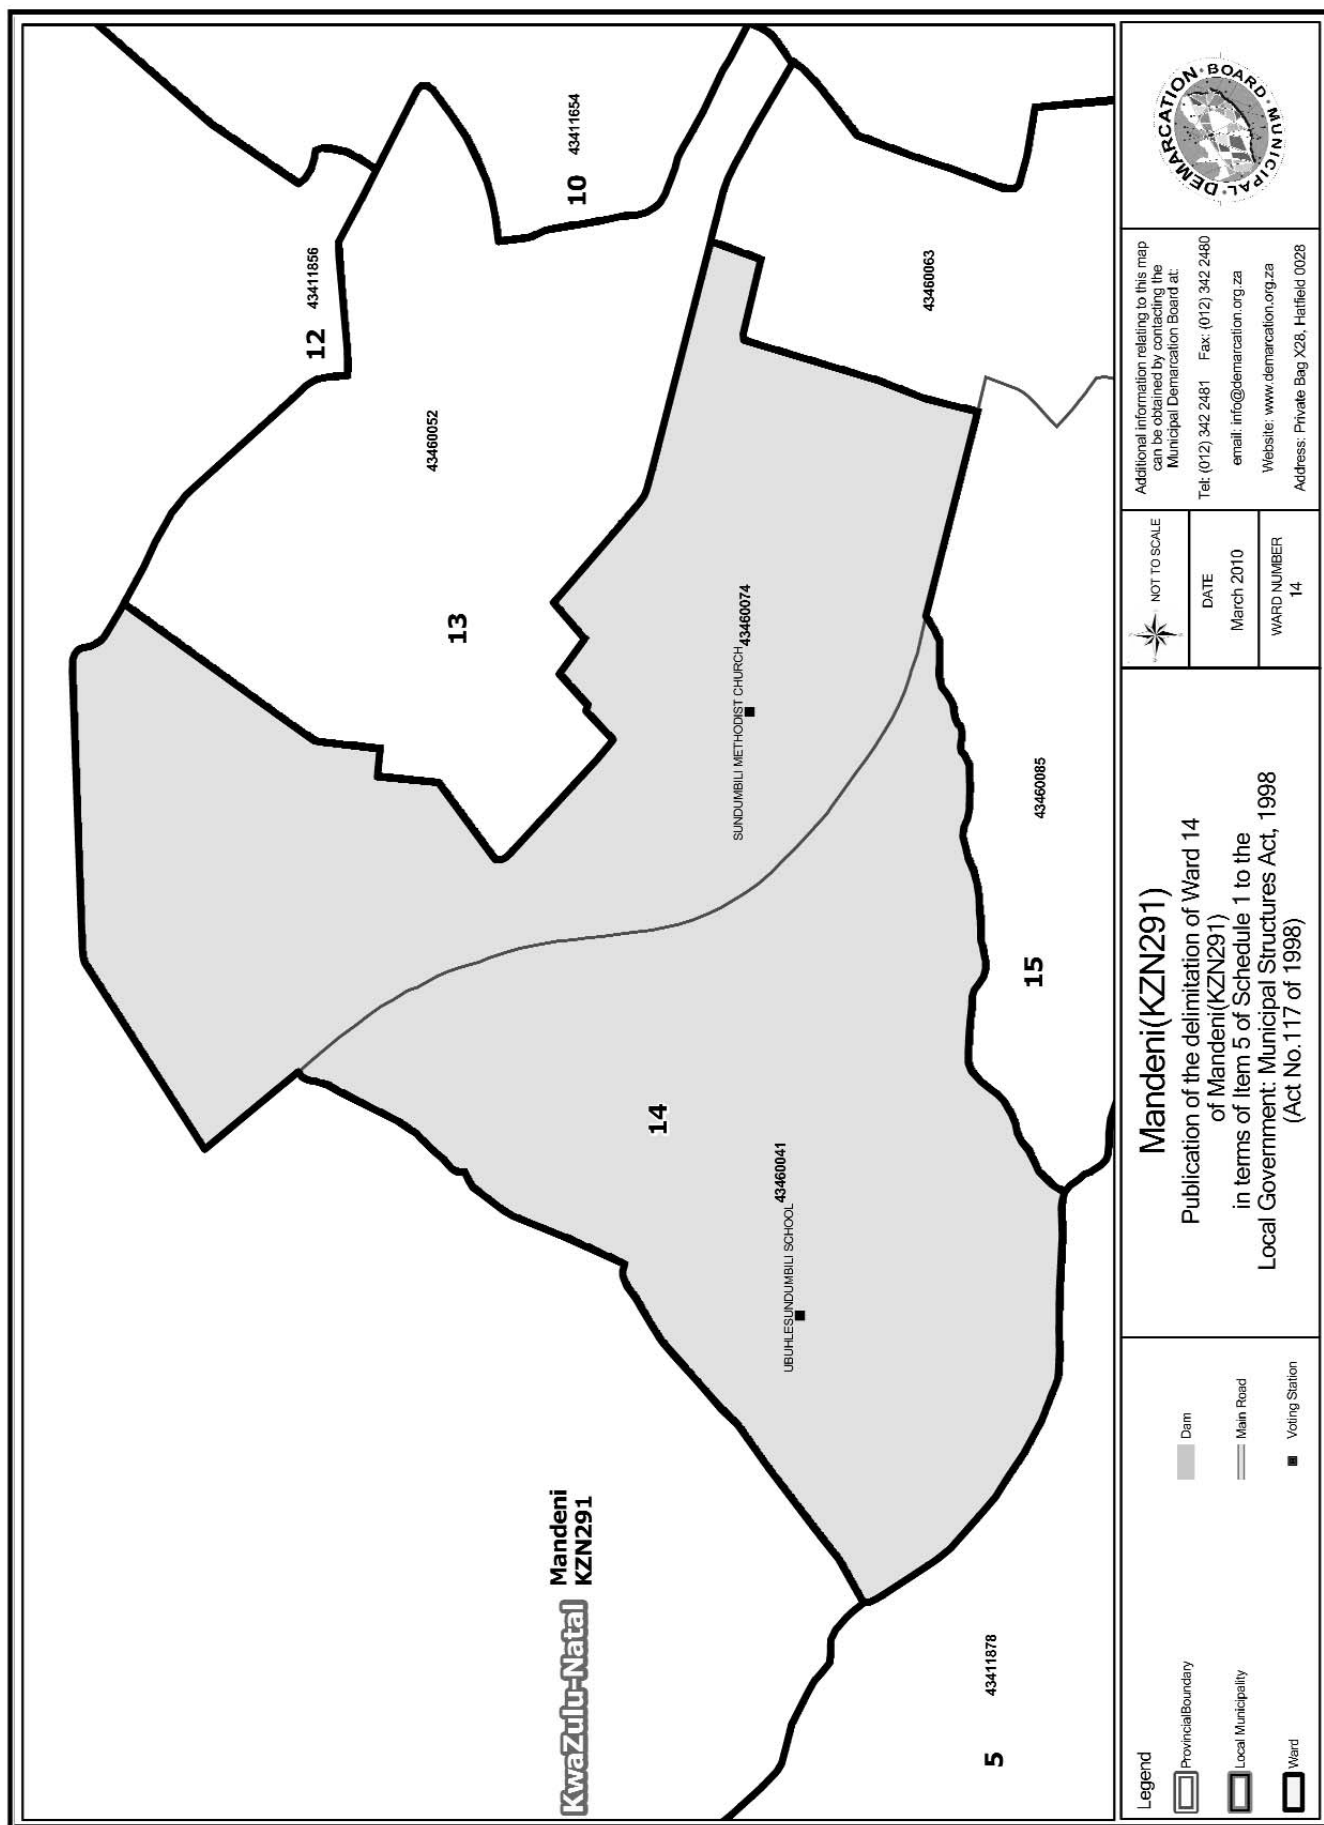 12
43411856
10
43411654
43460052
13
43460063
SUNDUMBILI METHODIST CHURCH
43460074
14
UBUHLESUNDUMBILI SCHOOL
43460041
15
43460085
KwaZulu-Natal
Mandeni
KZN291
5
43411878
Legend
ProvincialBoundary
Local Municipality
Ward
Dam
Main Road
Voting Station
Mandeni(KZN291)
Publication of the delimitation of Ward 14
of Mandeni(KZN291)
in terms of Item 5 of Schedule 1 to the
Local Government: Municipal Structures Act, 1998
(Act No.117 of 1998)
NOT TO SCALE
DATE
March 2010
WARD NUMBER
14
Additional information relating to this map
can be obtained by contacting the
Municipal Demarcation Board at:
Tel: (012) 342 2481 Fax: (012) 342 2480
email: info@demarcation.org.za
Website: www.demarcation.org.za
Address: Private Bag X28, Hatfield 0028
MUNICIPAL DEMARCATION BOARD